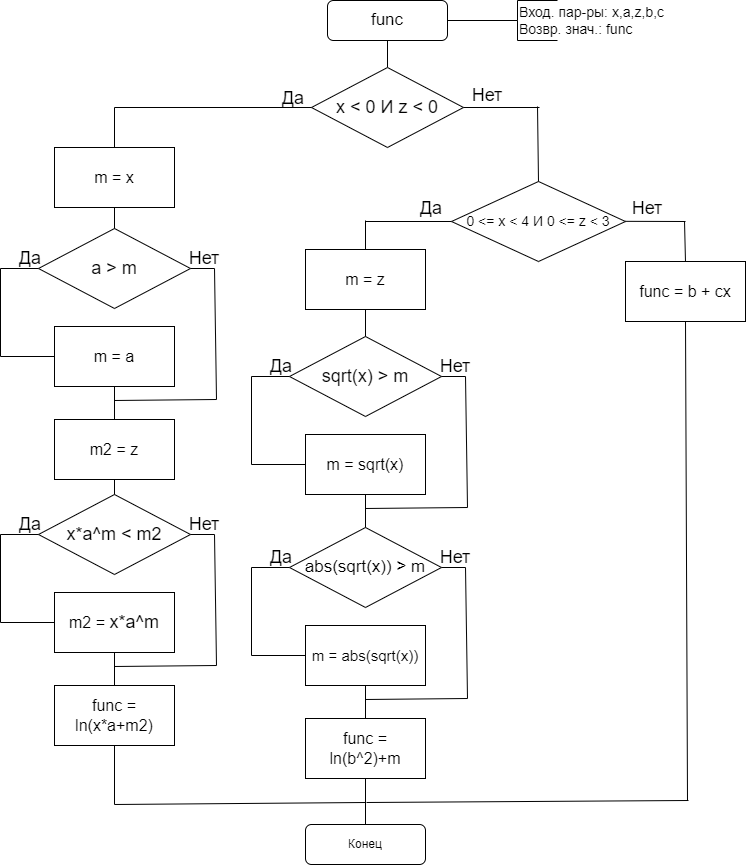 func
Вход. пар-ры: x,a,z,b,c
Возвр. знач.: func
x < 0 И z < 0
Да
Нет
m = x
0 <= x < 4 И 0 <= z < 3
Да
Нет
a > m
Да
Нет
m = z
func = b + cx
m = a
sqrt(x) > m
Да
Нет
m2 = z
m = sqrt(x)
x*a^m < m2
Да
Нет
abs(sqrt(x)) > m
Да
Нет
m2 = x*a^m
m = abs(sqrt(x))
func =
ln(x*a+m2)
func =
ln(b^2)+m
Конец